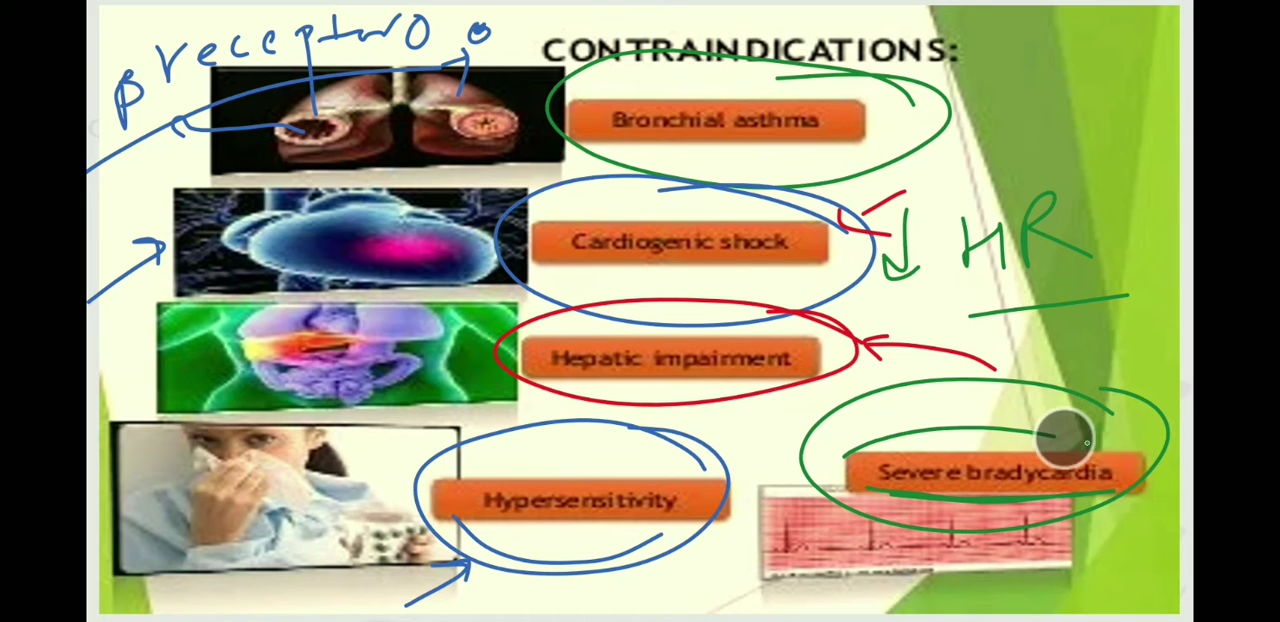 β receptor
CONTRAINDICATIONS:
Bronchial asthma
Cardiogenic shock
↓ HR
Hepatic impairment
Severe bradycardia
Hypersensitivity